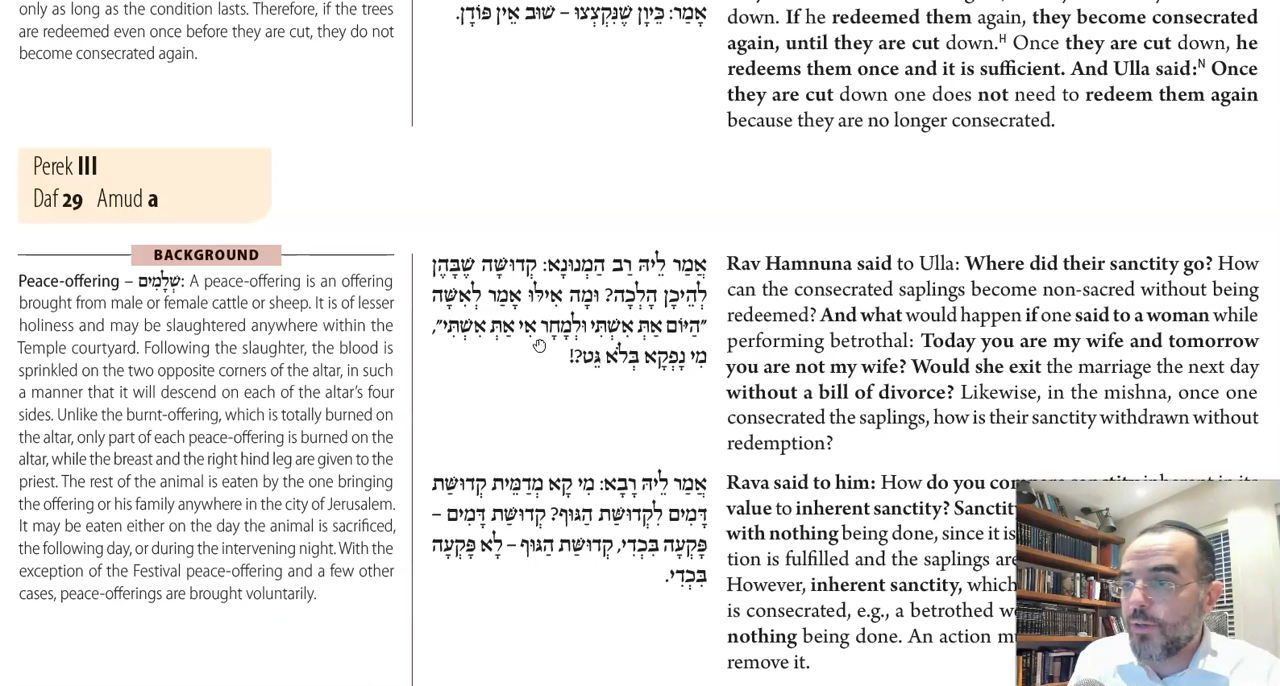 only as long as the condition lasts. Therefore, if the trees
are redeemed even once before they are cut, they do not
become consecrated again.
אָמַר: כֵּיוָן שֶׁנִּקְצְצוּ – שׁוּב אֵין פּוֹדָן.
down. If he redeemed them again, they become consecrated
again, until they are cut down.H Once they are cut down, he
redeems them once and it is sufficient. And Ulla said:N Once
they are cut down one does not need to redeem them again
because they are no longer consecrated.
Perek III
Daf 29 Amud a
BACKGROUND
Peace-offering – שְׁלָמִים: A peace-offering is an offering
brought from male or female cattle or sheep. It is of lesser
holiness and may be slaughtered anywhere within the
Temple courtyard. Following the slaughter, the blood is
sprinkled on the two opposite corners of the altar, in such
a manner that it will descend on each of the altar's four
sides. Unlike the burnt-offering, which is totally burned on
the altar, only part of each peace-offering is burned on the
altar, while the breast and the right hind leg are given to the
priest. The rest of the animal is eaten by the one bringing
the offering or his family anywhere in the city of Jerusalem.
It may be eaten either on the day the animal is sacrificed,
the following day, or during the intervening night. With the
exception of the Festival peace-offering and a few other
cases, peace-offerings are brought voluntarily.
אֲמַר לֵיהּ רַב הַמְנוּנָא: קְדוּשָּׁה שֶׁבָּהֶן
לְהֵיכָן הָלְכָה? וּמָה אִילּוּ אָמַר לְאִשָּׁה
״הַיּוֹם אַתְּ אִשְׁתִּי וּלְמָחָר אִי אַתְּ אִשְׁתִּי״,
מִי נָפְקָא בְּלֹא גֵּט?!
אֲמַר לֵיהּ רָבָא: מִי קָא מְדַמֵּית קְדוּשַּׁת
דָּמִים לִקְדוּשַּׁת הַגּוּף? קְדוּשַּׁת דָּמִים –
פָּקְעָה בִּכְדִי, קְדוּשַּׁת הַגּוּף – לָא פָּקְעָה
בִּכְדִי.
Rav Hamnuna said to Ulla: Where did their sanctity go? How
can the consecrated saplings become non-sacred without being
redeemed? And what would happen if one said to a woman while
performing betrothal: Today you are my wife and tomorrow
you are not my wife? Would she exit the marriage the next day
without a bill of divorce? Likewise, in the mishna, once one
consecrated the saplings, how is their sanctity withdrawn without
redemption?
Rava said to him: How do you
value to inherent sanctity?
with nothing being done, since it is
tion is fulfilled and the saplings are
However, inherent sanctity, which
is consecrated, e.g., a betrothed
nothing being done. An action
remove it.